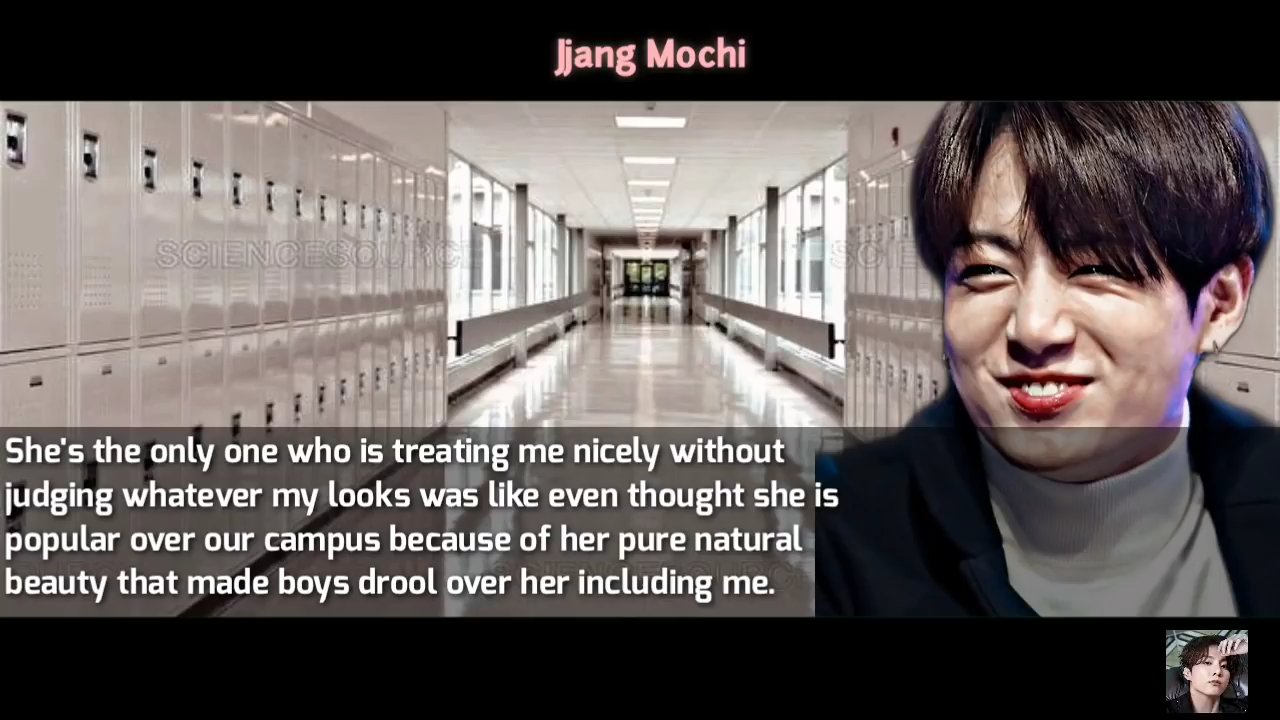 Jjang Mochi
SCIENCESOURCE
She's the only one who is treating me nicely without
judging whatever my looks was like even thought she is
popular over our campus because of her pure natural
beauty that made boys drool over her including me.